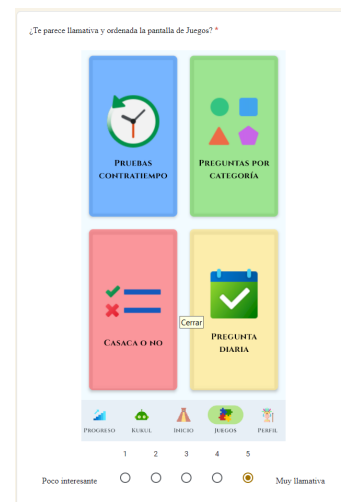 ¿Te parece llamativa y ordenada la pantalla de Juegos? *
PRUEBAS
CONTRATIEMPO
PREGUNTAS POR
CATEGORÍA
CASACA O NO
Cerrar
PREGUNTA
DIARIA
PROGRESO KUKUL INICIO JUEGOS PERFIL
1 2 3 4 5
Poco interesante Muy llamativa